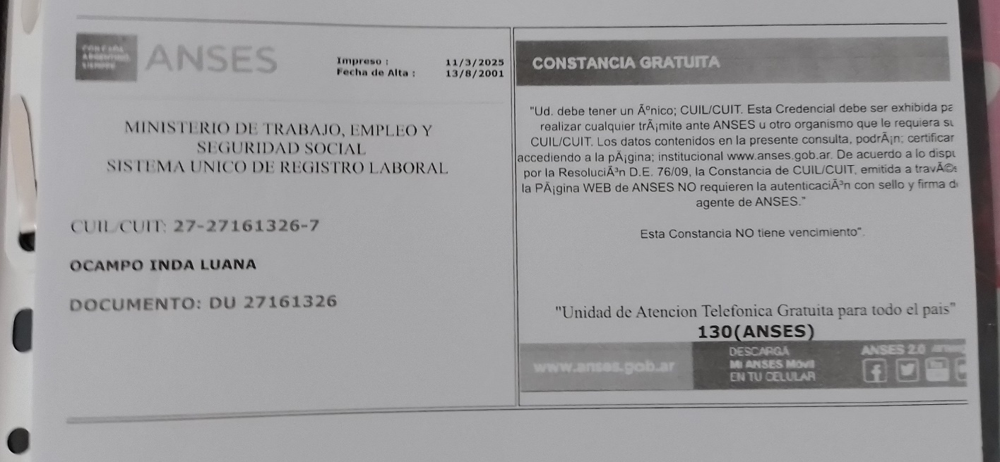 CON CADA
ARGENTINO
SIEMPRE
ANSES
Impreso : 11/3/2025
Fecha de Alta : 13/8/2001
MINISTERIO DE TRABAJO, EMPLEO Y
SEGURIDAD SOCIAL
SISTEMA UNICO DE REGISTRO LABORAL
CUIL/CUIT: 27-27161326-7
OCAMPO INDA LUANA
DOCUMENTO: DU 27161326
CONSTANCIA GRATUITA
"Ud. debe tener un Ãºnico; CUIL/CUIT. Esta Credencial debe ser exhibida pa
realizar cualquier trÃ¡mite ante ANSES u otro organismo que le requiera su
CUIL/CUIT. Los datos contenidos en la presente consulta, podrÃ¡n; certificar
accediendo a la pÃ¡gina; institucional www.anses.gob.ar. De acuerdo a lo dispu
por la ResoluciÃ³n D.E. 76/09, la Constancia de CUIL/CUIT, emitida a travÃ©s
la PÃ¡gina WEB de ANSES NO requieren la autenticaciÃ³n con sello y firma d
agente de ANSES."
Esta Constancia NO tiene vencimiento".
"Unidad de Atencion Telefonica Gratuita para todo el pais"
130(ANSES)
www.anses.gob.ar
DESCARGÁ
MI ANSES MÓVIL
EN TU CELULAR
ANSES 2.0